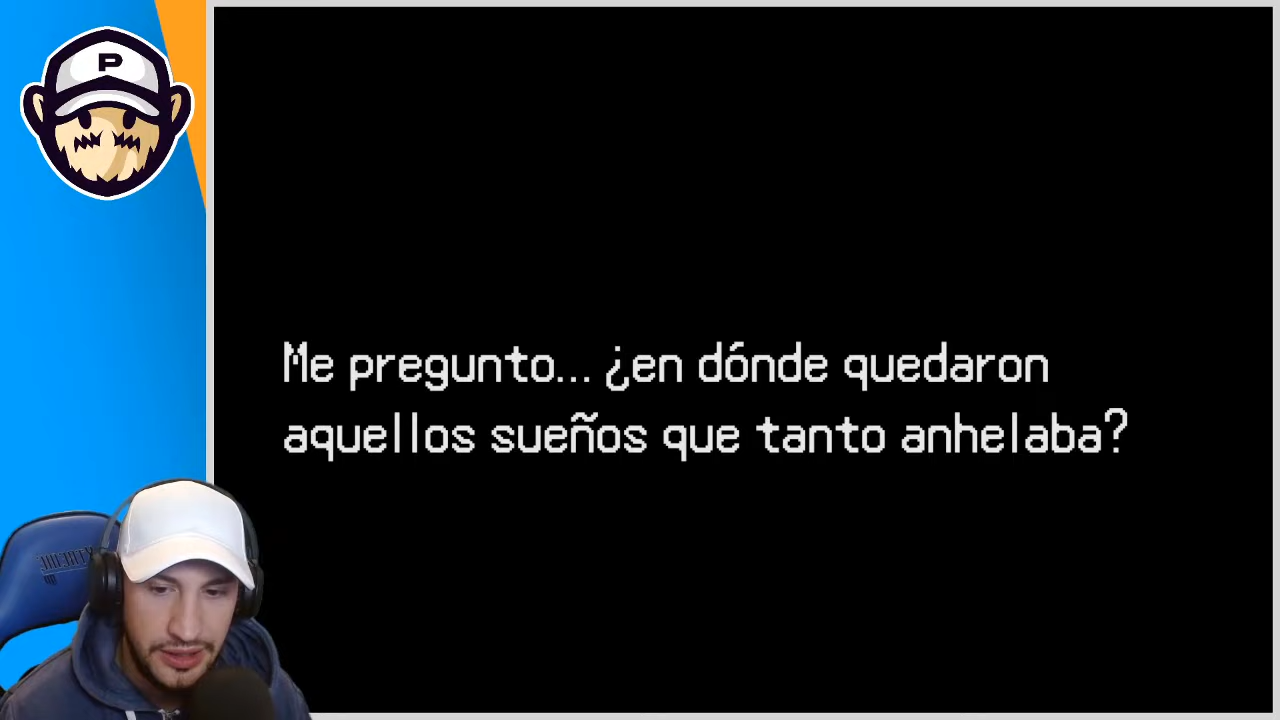 P
Me pregunto... ¿en dónde quedaron
aquellos sueños que tanto anhelaba?